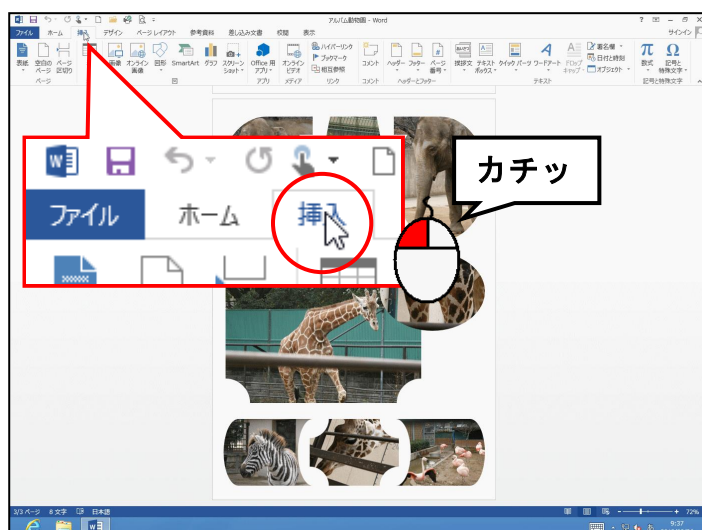 アルバム動物園 - Word
サインイン
ファイル ホーム 挿入 デザイン ページ レイアウト 参考資料 差し込み文書 校閲 表示
表紙 空白のページ ページ区切り 画像 オンライン画像 図形 SmartArt グラフ スクリーンショット Office 用アプリ オンラインビデオ ハイパーリンク ブックマーク 相互参照 コメント ヘッダー フッター ページ番号 挨拶文 テキストボックス クイック パーツ ワードアート ドロップキャップ 署名欄 日付と時刻 オブジェクト 数式 記号と特殊文字
ページ 図 アプリ メディア リンク コメント ヘッダーとフッター テキスト 記号と特殊文字
ファイル ホーム 挿入
カチッ
3/3 ページ 8 文字 日本語 72%
9:37